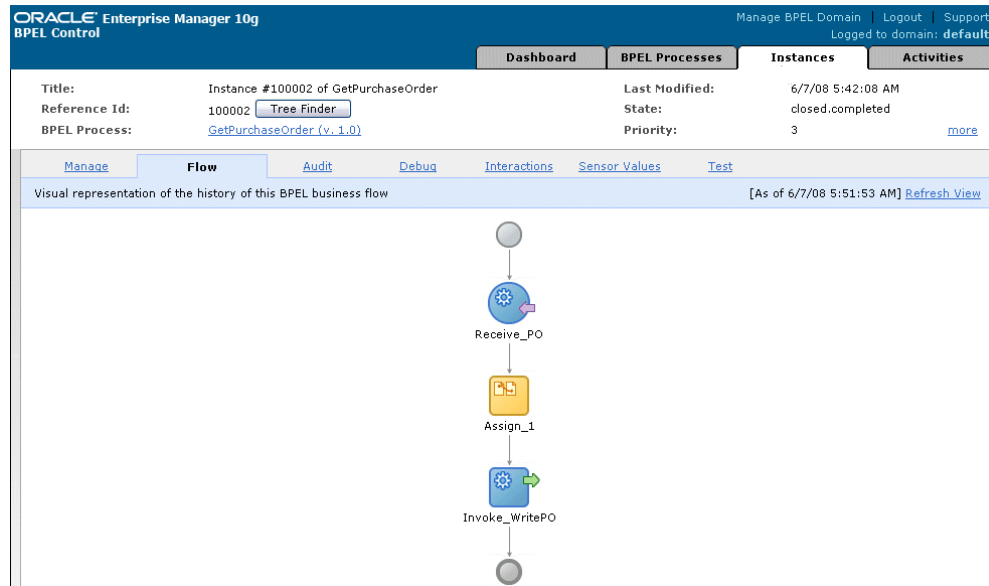 ORACLE Enterprise Manager 10g
BPEL Control
Manage BPEL Domain | Logout | Support
Logged to domain: default
Dashboard BPEL Processes Instances Activities
Title: Instance #100002 of GetPurchaseOrder Last Modified: 6/7/08 5:42:08 AM
Reference Id: 100002 Tree Finder State: closed.completed
BPEL Process: GetPurchaseOrder (v. 1.0) Priority: 3 more
Manage Flow Audit Debug Interactions Sensor Values Test
Visual representation of the history of this BPEL business flow [As of 6/7/08 5:51:53 AM] Refresh View
Receive_PO
Assign_1
Invoke_WritePO